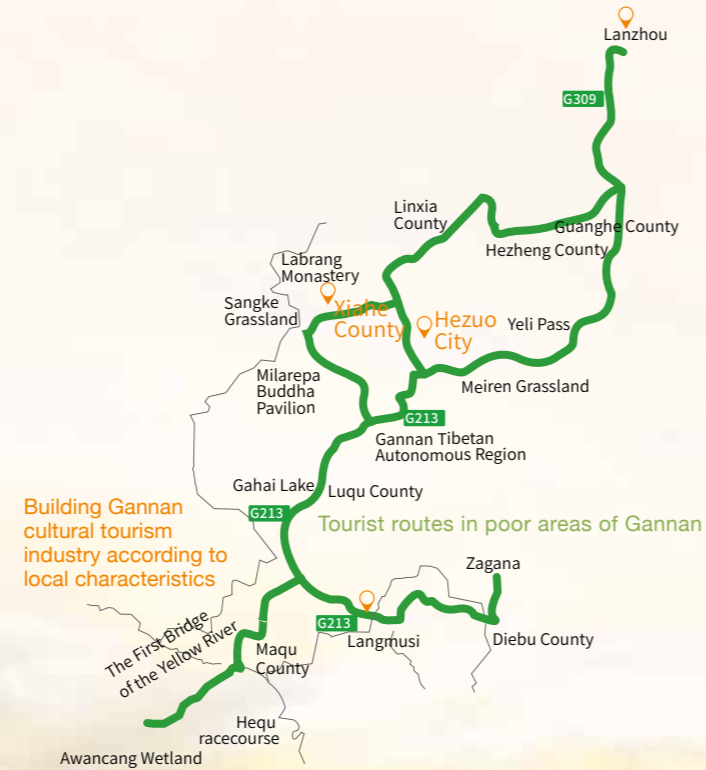 Lanzhou
G309
Linxia
County
Guanghe County
Hezheng County
Labrang
Monastery
Xiahe
County
Sangke
Grassland
Hezuo
City
Yeli Pass
Milarepa
Buddha
Pavilion
Meiren Grassland
G213
Gannan Tibetan
Autonomous Region
Gahai Lake
Luqu County
G213
Building Gannan
cultural tourism
industry according to
local characteristics
Tourist routes in poor areas of Gannan
Zagana
The First Bridge
of the Yellow River
G213
Langmusi
Diebu County
Maqu
County
Hequ
racecourse
Awancang Wetland